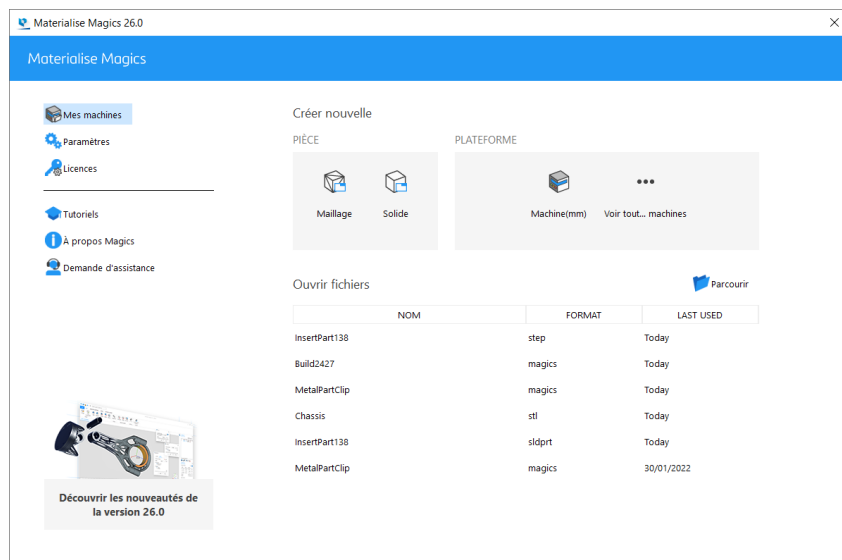 Materialise Magics 26.0
Materialise Magics
Mes machines
Paramètres
Licences
Tutoriels
À propos Magics
Demande d'assistance
Découvrir les nouveautés de
la version 26.0
Créer nouvelle
PIÈCE PLATEFORME
Maillage Solide Machine(mm) Voir tout... machines
Ouvrir fichiers Parcourir
NOM FORMAT LAST USED
InsertPart138 step Today
Build2427 magics Today
MetalPartClip magics Today
Chassis stl Today
InsertPart138 sldprt Today
MetalPartClip magics 30/01/2022